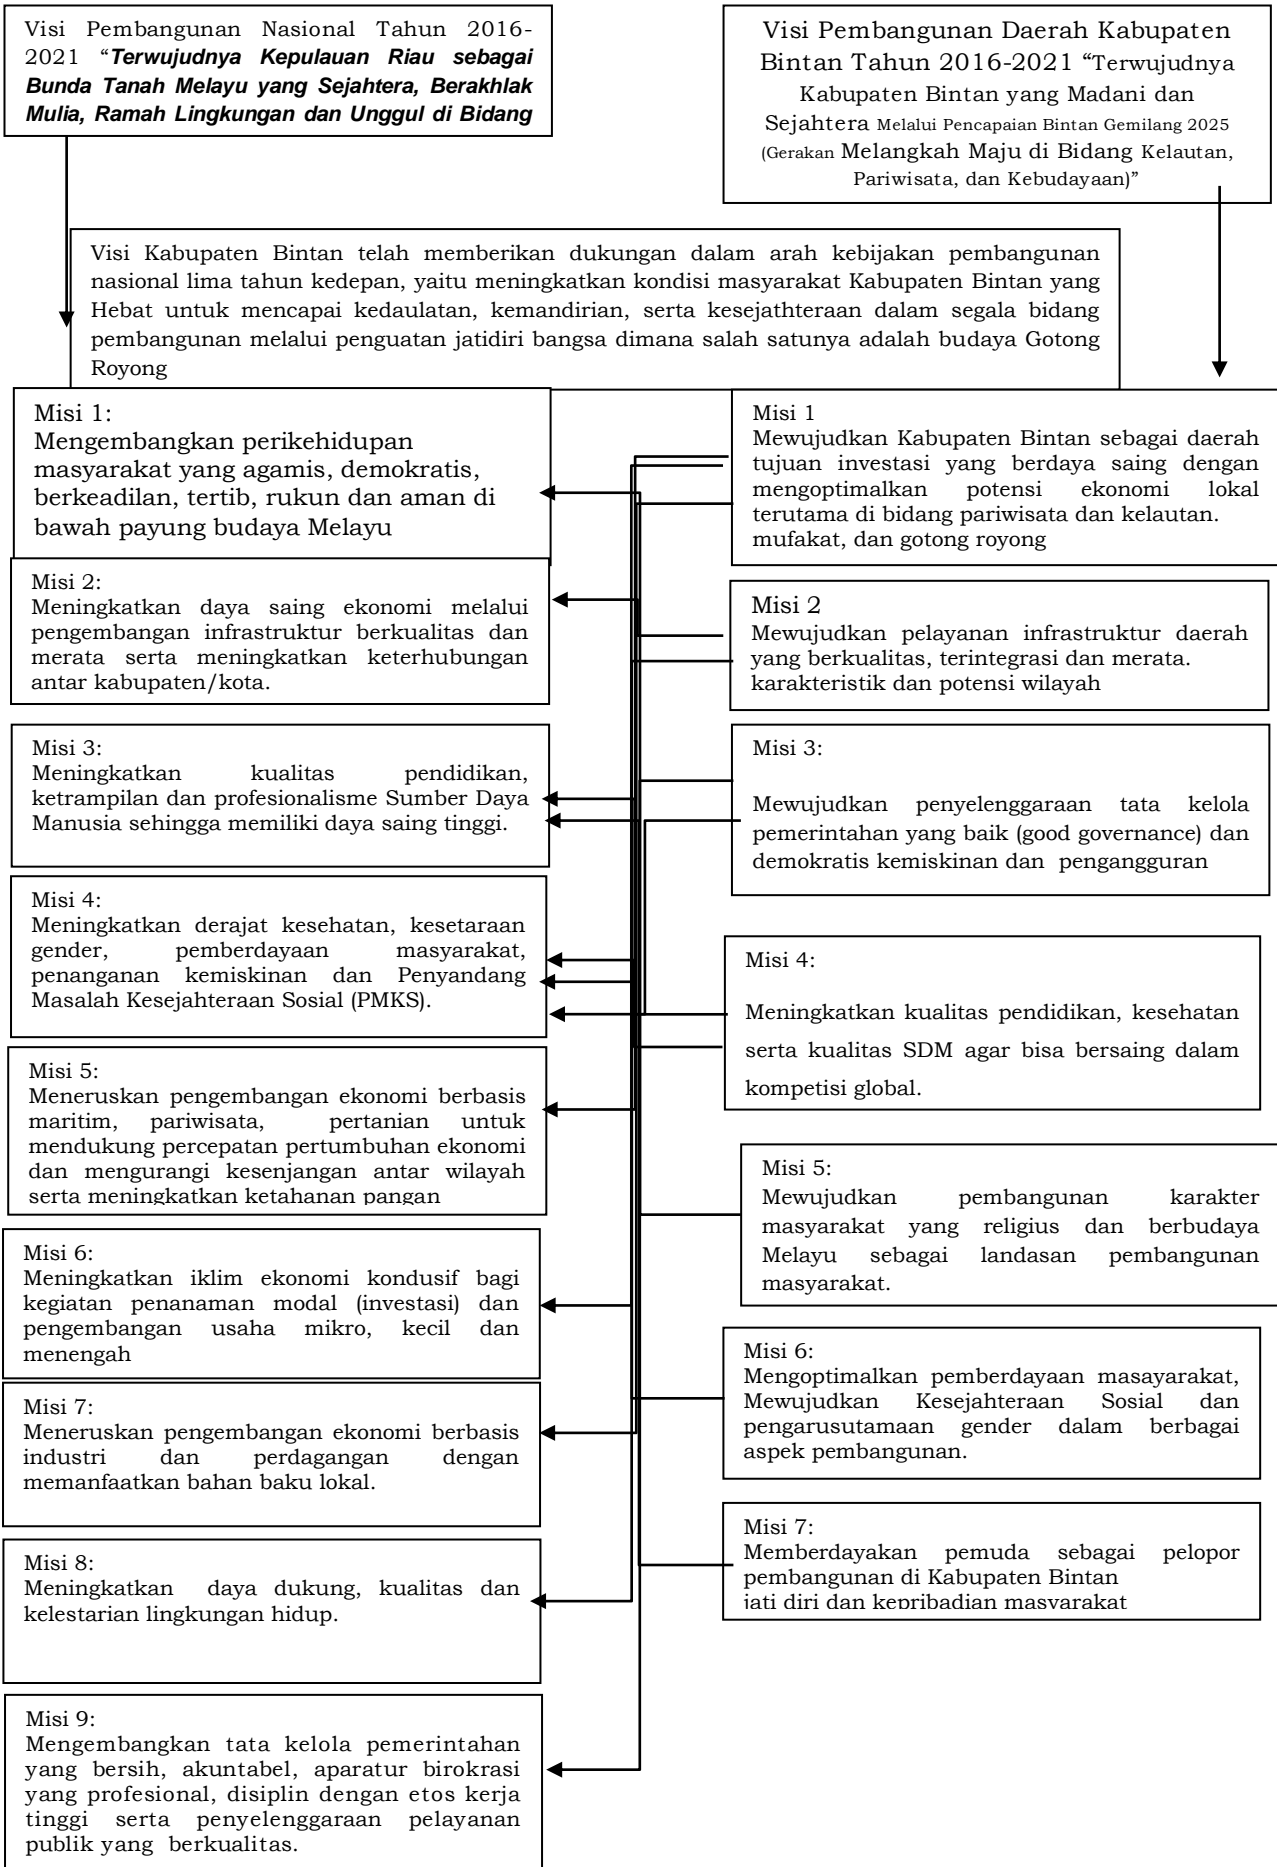 Visi Pembangunan Nasional Tahun 2016-
2021 “Terwujudnya Kepulauan Riau sebagai
Bunda Tanah Melayu yang Sejahtera, Berakhlak
Mulia, Ramah Lingkungan dan Unggul di Bidang
Visi Pembangunan Daerah Kabupaten
Bintan Tahun 2016-2021 “Terwujudnya
Kabupaten Bintan yang Madani dan
Sejahtera Melalui Pencapaian Bintan Gemilang 2025
(Gerakan Melangkah Maju di Bidang Kelautan,
Pariwisata, dan Kebudayaan)”
Visi Kabupaten Bintan telah memberikan dukungan dalam arah kebijakan pembangunan
nasional lima tahun kedepan, yaitu meningkatkan kondisi masyarakat Kabupaten Bintan yang
Hebat untuk mencapai kedaulatan, kemandirian, serta kesejathteraan dalam segala bidang
pembangunan melalui penguatan jatidiri bangsa dimana salah satunya adalah budaya Gotong
Royong
Misi 1:
Mengembangkan perikehidupan
masyarakat yang agamis, demokratis,
berkeadilan, tertib, rukun dan aman di
bawah payung budaya Melayu
Misi 2:
Meningkatkan daya saing ekonomi melalui
pengembangan infrastruktur berkualitas dan
merata serta meningkatkan keterhubungan
antar kabupaten/kota.
Misi 3:
Meningkatkan kualitas pendidikan,
ketrampilan dan profesionalisme Sumber Daya
Manusia sehingga memiliki daya saing tinggi.
Misi 4:
Meningkatkan derajat kesehatan, kesetaraan
gender, pemberdayaan masyarakat,
penanganan kemiskinan dan Penyandang
Masalah Kesejahteraan Sosial (PMKS).
Misi 5:
Meneruskan pengembangan ekonomi berbasis
maritim, pariwisata, pertanian untuk
mendukung percepatan pertumbuhan ekonomi
dan mengurangi kesenjangan antar wilayah
serta meningkatkan ketahanan pangan
Misi 6:
Meningkatkan iklim ekonomi kondusif bagi
kegiatan penanaman modal (investasi) dan
pengembangan usaha mikro, kecil dan
menengah
Misi 7:
Meneruskan pengembangan ekonomi berbasis
industri dan perdagangan dengan
memanfaatkan bahan baku lokal.
Misi 8:
Meningkatkan daya dukung, kualitas dan
kelestarian lingkungan hidup.
Misi 9:
Mengembangkan tata kelola pemerintahan
yang bersih, akuntabel, aparatur birokrasi
yang profesional, disiplin dengan etos kerja
tinggi serta penyelenggaraan pelayanan
publik yang berkualitas.
Misi 1
Mewujudkan Kabupaten Bintan sebagai daerah
tujuan investasi yang berdaya saing dengan
mengoptimalkan potensi ekonomi lokal
terutama di bidang pariwisata dan kelautan.
mufakat, dan gotong royong
Misi 2
Mewujudkan pelayanan infrastruktur daerah
yang berkualitas, terintegrasi dan merata.
karakteristik dan potensi wilayah
Misi 3:
Mewujudkan penyelenggaraan tata kelola
pemerintahan yang baik (good governance) dan
demokratis kemiskinan dan pengangguran
Misi 4:
Meningkatkan kualitas pendidikan, kesehatan
serta kualitas SDM agar bisa bersaing dalam
kompetisi global.
Misi 5:
Mewujudkan pembangunan karakter
masyarakat yang religius dan berbudaya
Melayu sebagai landasan pembangunan
masyarakat.
Misi 6:
Mengoptimalkan pemberdayaan masayarakat,
Mewujudkan Kesejahteraan Sosial dan
pengarusutamaan gender dalam berbagai
aspek pembangunan.
Misi 7:
Memberdayakan pemuda sebagai pelopor
pembangunan di Kabupaten Bintan
jati diri dan kepribadian masyarakat